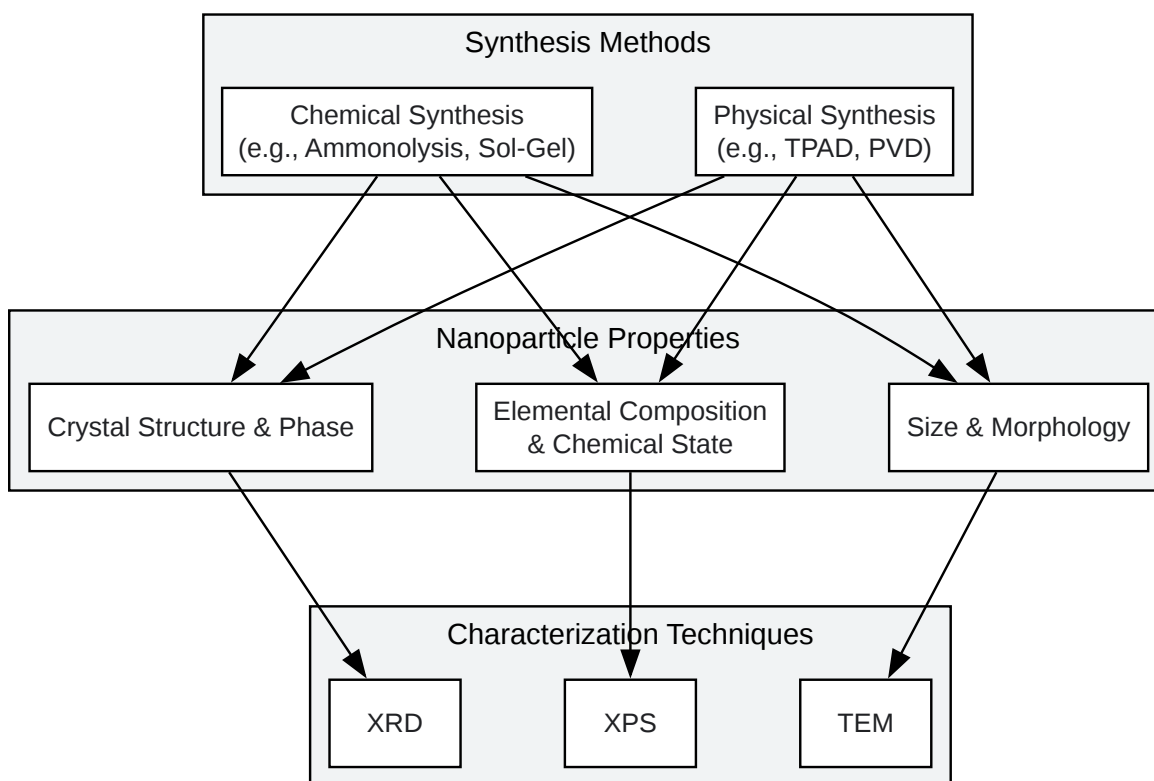 Synthesis Methods
Chemical Synthesis
(e.g., Ammonolysis, Sol-Gel)
Physical Synthesis
(e.g., TPAD, PVD)
Nanoparticle Properties
Crystal Structure & Phase
Elemental Composition
& Chemical State
Size & Morphology
Characterization Techniques
XRD
XPS
TEM